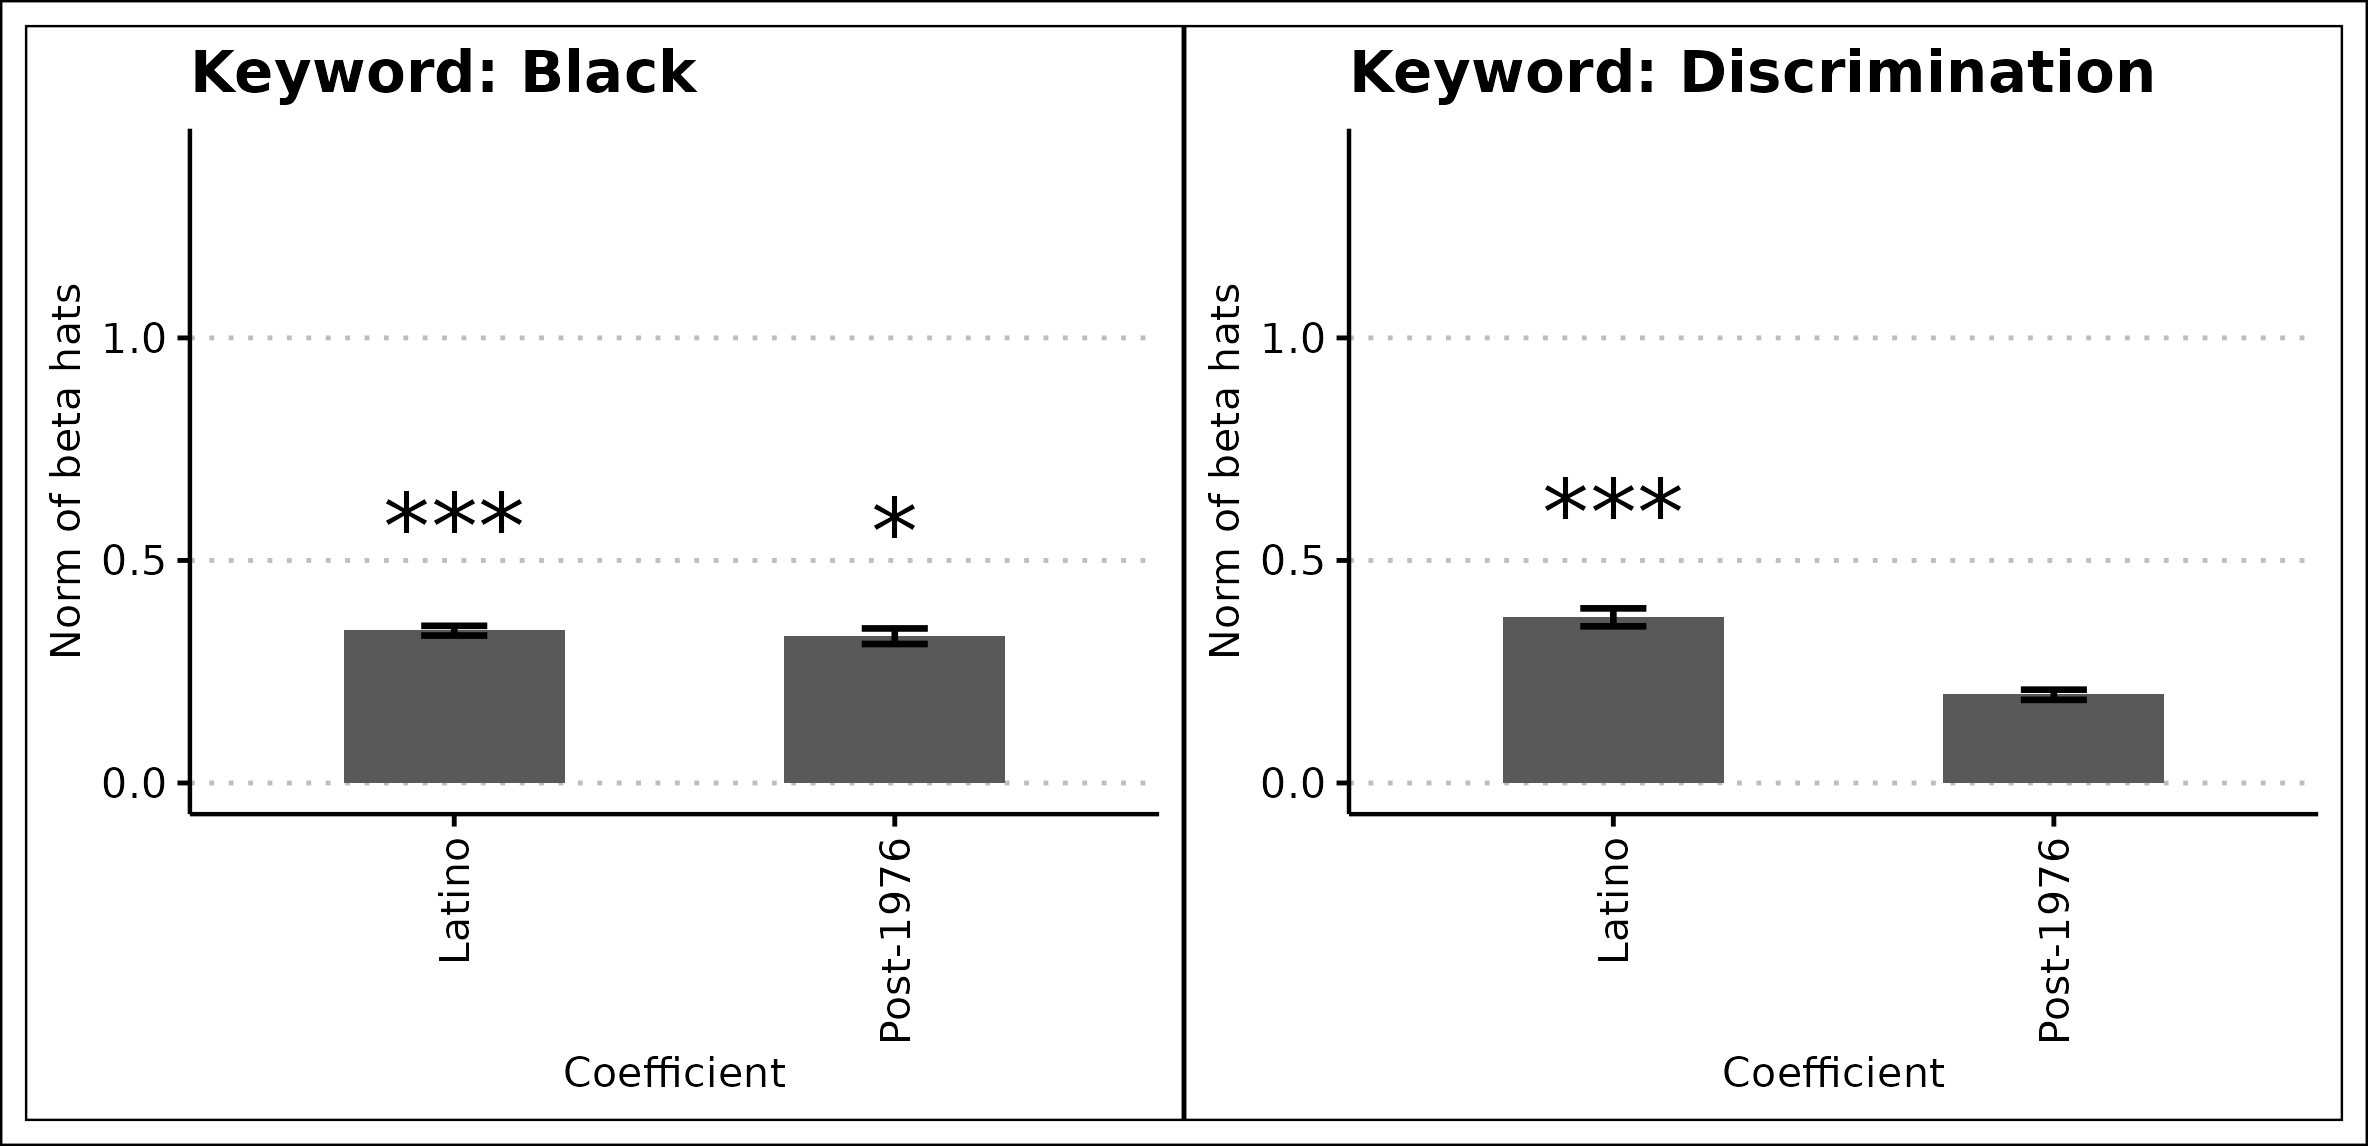 Keyword: Black
Norm of beta hats
1.0
0.5
0.0
***
*
Latino
Post-1976
Coefficient
Keyword: Discrimination
Norm of beta hats
1.0
0.5
0.0
***
Latino
Post-1976
Coefficient